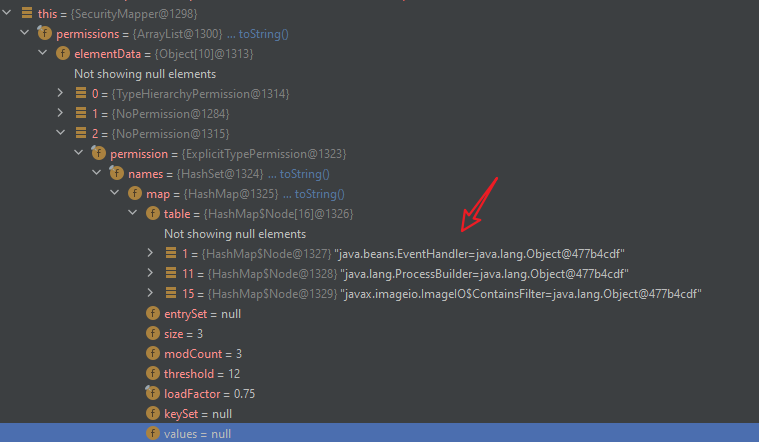 this = {SecurityMapper@1298}
f permissions = {ArrayList@1300} ... toString()
f elementData = {Object[10]@1313}
Not showing null elements
0 = {TypeHierarchyPermission@1314}
1 = {NoPermission@1284}
2 = {NoPermission@1315}
f permission = {ExplicitTypePermission@1323}
f names = {HashSet@1324} ... toString()
f map = {HashMap@1325} ... toString()
f table = {HashMap$Node[16]@1326}
Not showing null elements
1 = {HashMap$Node@1327} "java.beans.EventHandler=java.lang.Object@477b4cdf"
11 = {HashMap$Node@1328} "java.lang.ProcessBuilder=java.lang.Object@477b4cdf"
15 = {HashMap$Node@1329} "javax.imageio.ImageIO$ContainsFilter=java.lang.Object@477b4cdf"
f entrySet = null
f size = 3
f modCount = 3
f threshold = 12
f loadFactor = 0.75
f keySet = null
f values = null